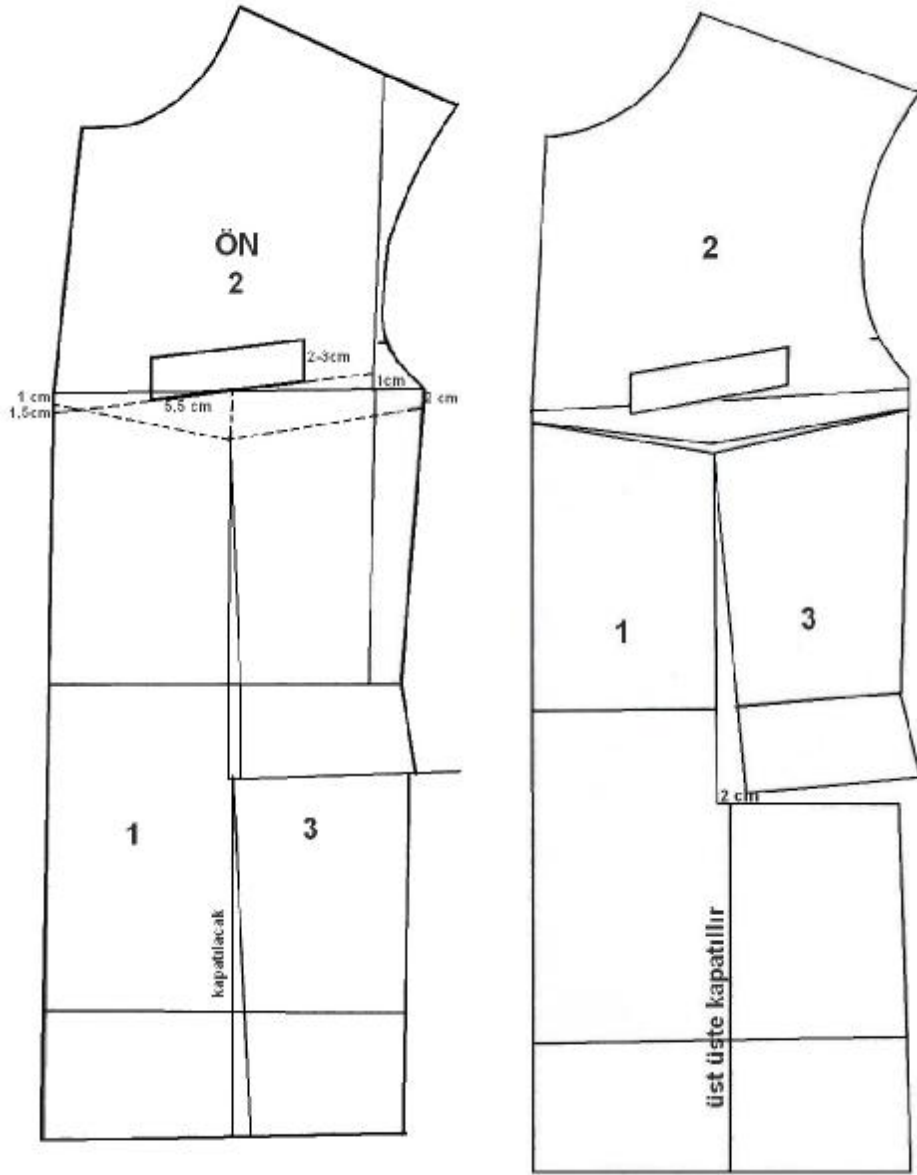 ÖN
2
2-3cm
1cm
1 cm
1,5cm
5,5 cm
2 cm
1
3
kapatılacak
2
1
3
2 cm
üst üste kapatıllır